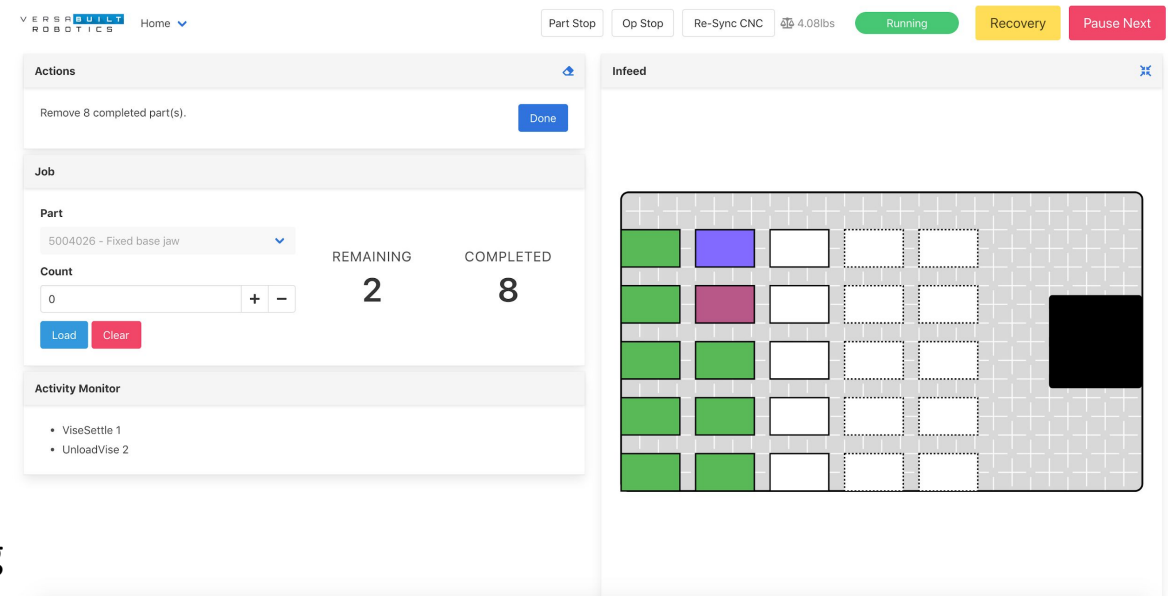 VERSABUILT
ROBOTICS
Home
Part Stop
Op Stop
Re-Sync CNC
4.08lbs
Running
Recovery
Pause Next
Actions
Remove 8 completed part(s).
Done
Job
Part
5004026 - Fixed base jaw
Count
0
+ −
Load
Clear
REMAINING
2
COMPLETED
8
Activity Monitor
• ViseSettle 1
• UnloadVise 2
Infeed